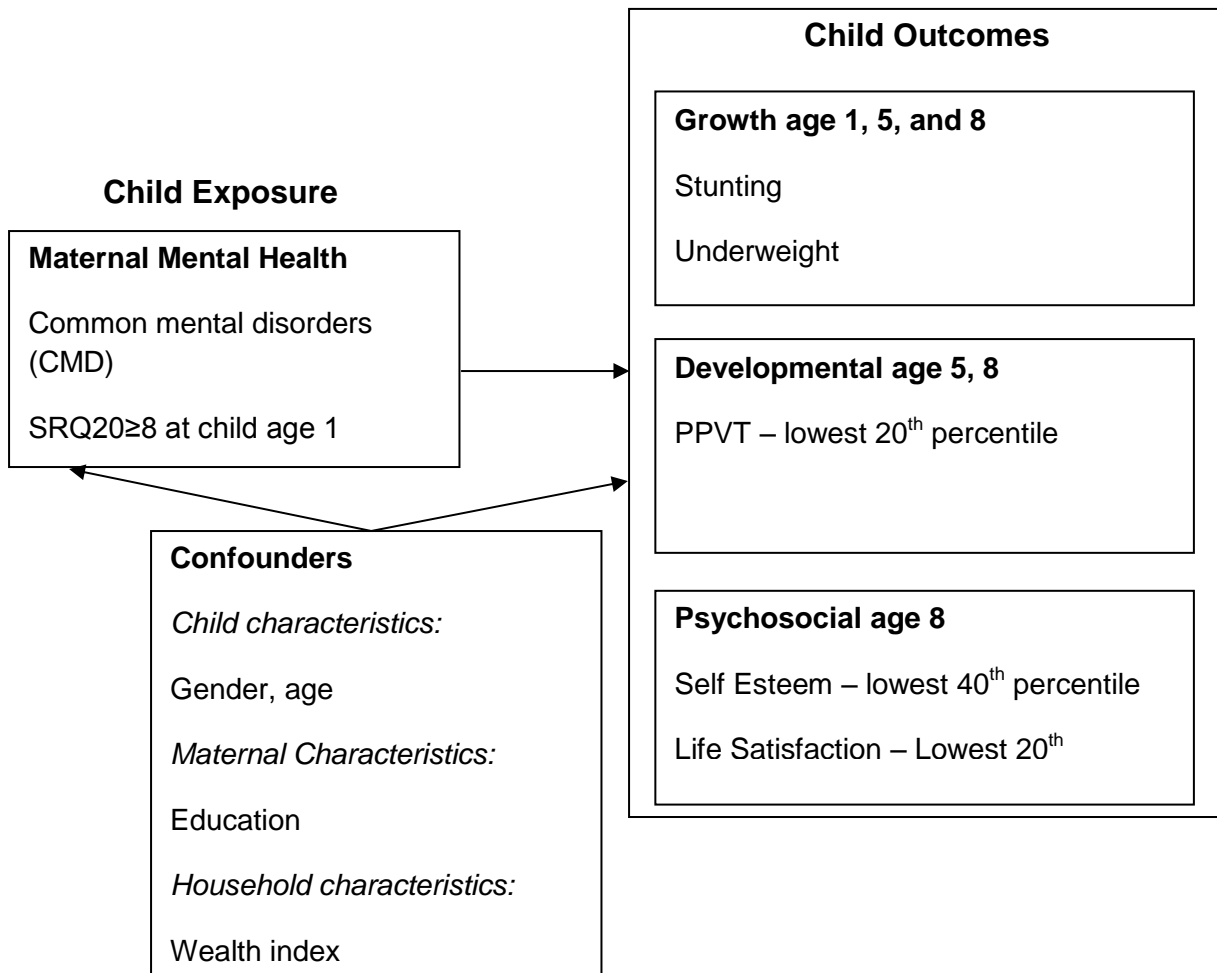 Child Exposure
Maternal Mental Health
Common mental disorders
(CMD)
SRQ20≥8 at child age 1
Confounders
Child characteristics:
Gender, age
Maternal Characteristics:
Education
Household characteristics:
Wealth index
Child Outcomes
Growth age 1, 5, and 8
Stunting
Underweight
Developmental age 5, 8
PPVT – lowest 20th percentile
Psychosocial age 8
Self Esteem – lowest 40th percentile
Life Satisfaction – Lowest 20th